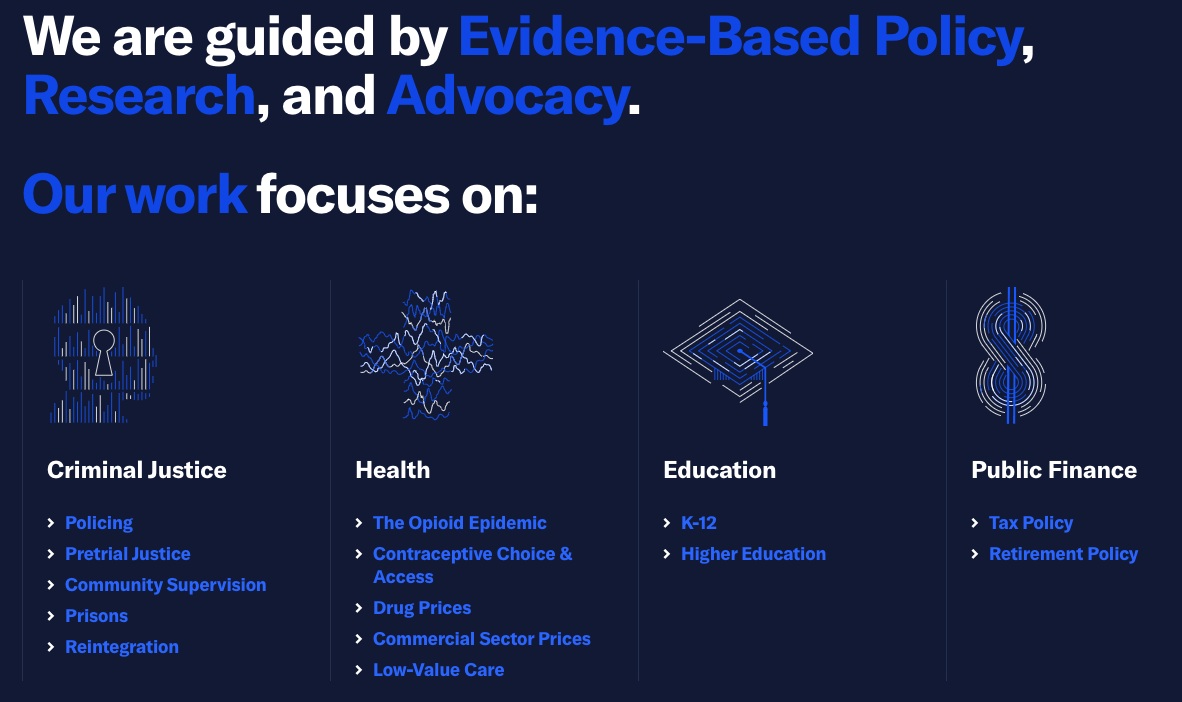 We are guided by Evidence-Based Policy,
Research, and Advocacy.
Our work focuses on:
Criminal Justice
Policing
Pretrial Justice
Community Supervision
Prisons
Reintegration
Health
The Opioid Epidemic
Contraceptive Choice &
Access
Drug Prices
Commercial Sector Prices
Low-Value Care
Education
K-12
Higher Education
Public Finance
Tax Policy
Retirement Policy